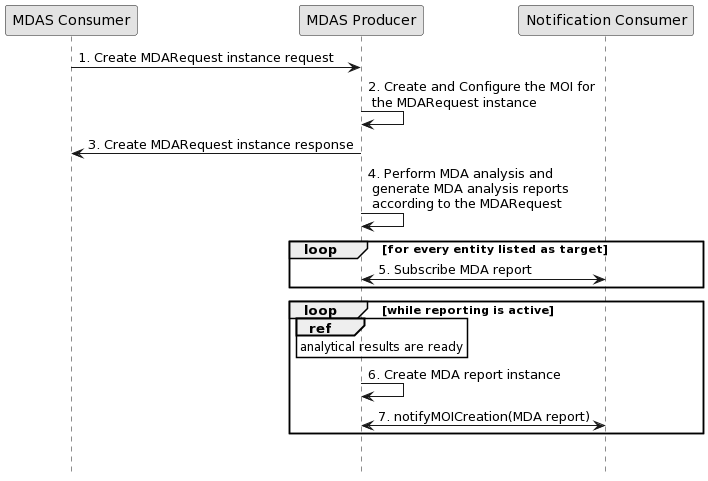 MDAS Consumer
MDAS Producer
Notification Consumer
1. Create MDARequest instance request
2. Create and Configure the MOI for
the MDARequest instance
3. Create MDARequest instance response
4. Perform MDA analysis and
generate MDA analysis reports
according to the MDARequest
loop [for every entity listed as target]
5. Subscribe MDA report
loop [while reporting is active]
ref
analytical results are ready
6. Create MDA report instance
7. notifyMOICreation(MDA report)